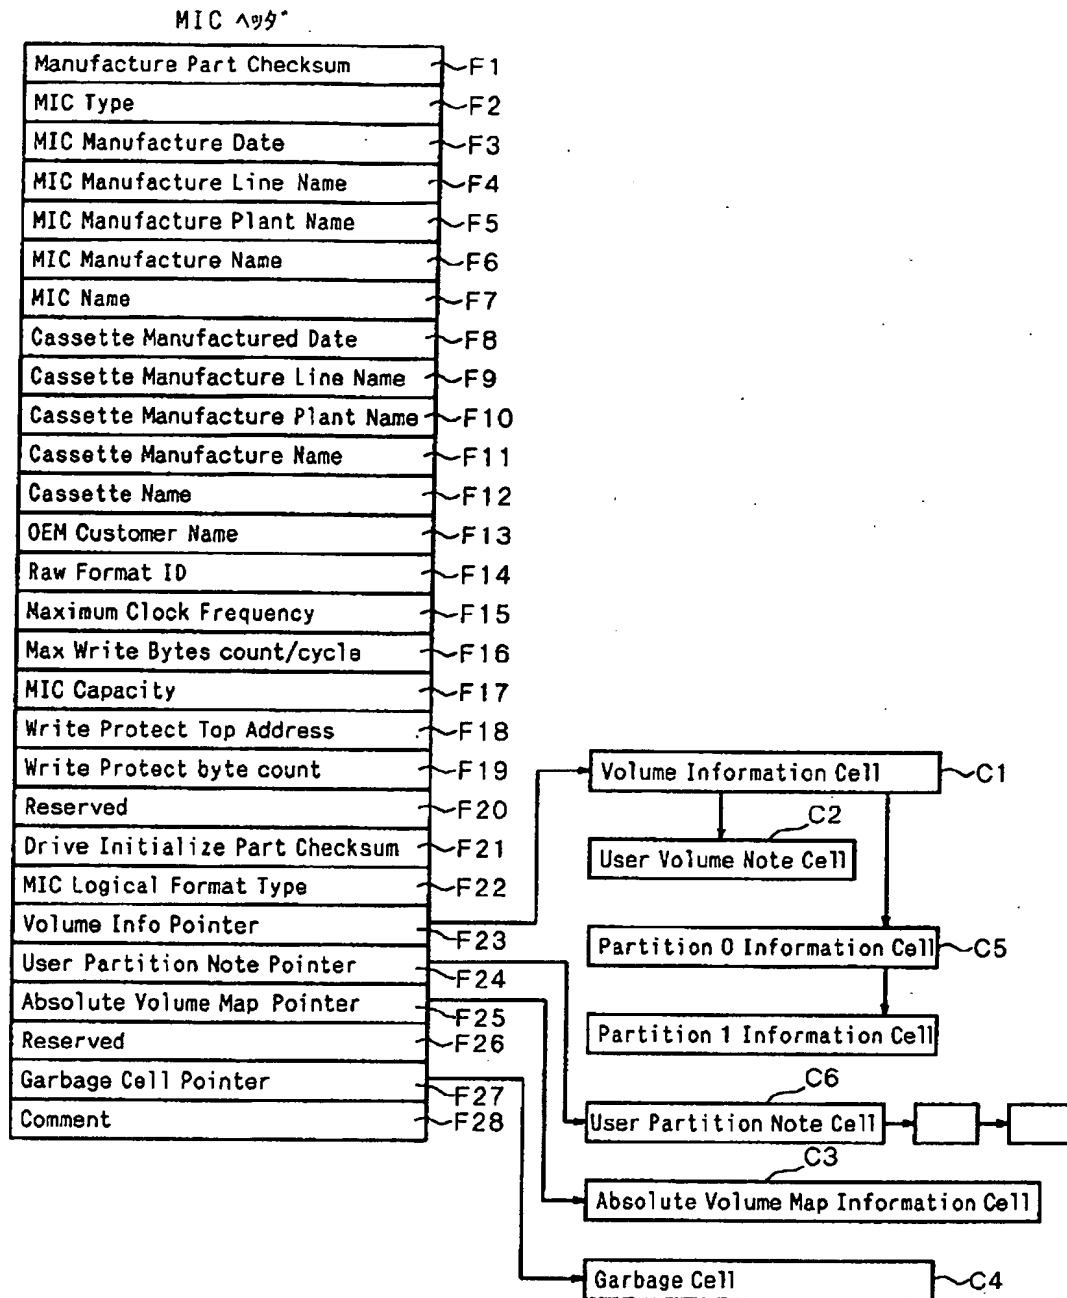 MIC ヘッダ
Manufacture Part Checksum F1
MIC Type F2
MIC Manufacture Date F3
MIC Manufacture Line Name F4
MIC Manufacture Plant Name F5
MIC Manufacture Name F6
MIC Name F7
Cassette Manufactured Date F8
Cassette Manufacture Line Name F9
Cassette Manufacture Plant Name F10
Cassette Manufacture Name F11
Cassette Name F12
OEM Customer Name F13
Raw Format ID F14
Maximum Clock Frequency F15
Max Write Bytes count/cycle F16
MIC Capacity F17
Write Protect Top Address F18
Write Protect byte count F19
Reserved F20
Drive Initialize Part Checksum F21
MIC Logical Format Type F22
Volume Info Pointer F23
User Partition Note Pointer F24
Absolute Volume Map Pointer F25
Reserved F26
Garbage Cell Pointer F27
Comment F28
Volume Information Cell C1
C2
User Volume Note Cell
Partition 0 Information Cell C5
Partition 1 Information Cell
C6
User Partition Note Cell
C3
Absolute Volume Map Information Cell
Garbage Cell C4